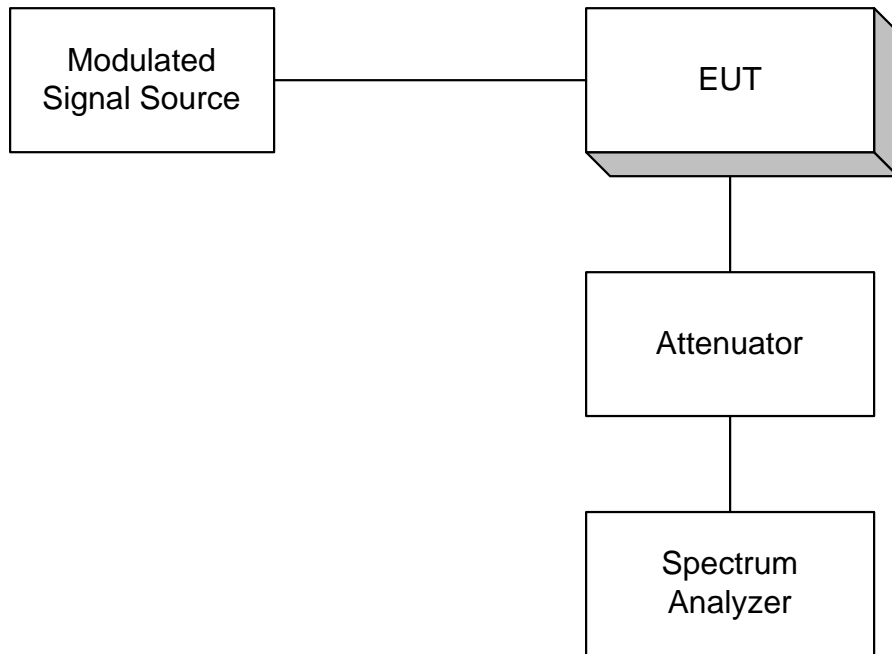 Modulated
Signal Source
EUT
Attenuator
Spectrum
Analyzer